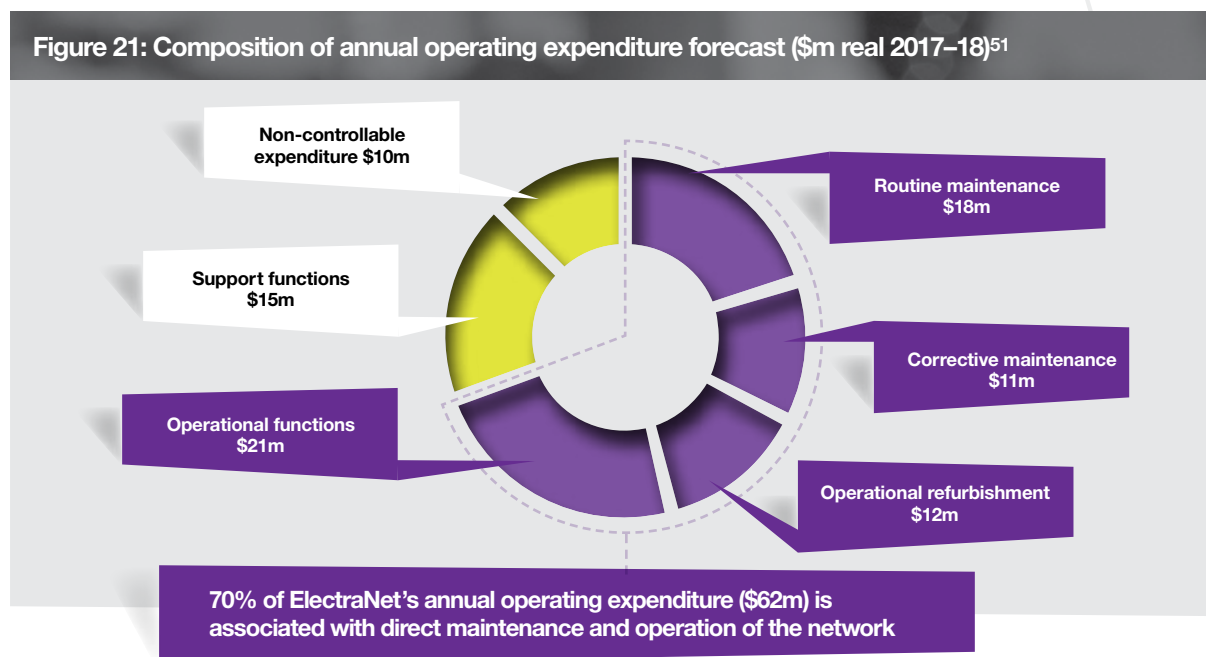 Figure 21: Composition of annual operating expenditure forecast ($m real 2017–18)51
Non-controllable
expenditure $10m
Routine maintenance
$18m
Support functions
$15m
Corrective maintenance
$11m
Operational functions
$21m
Operational refurbishment
$12m
70% of ElectraNet's annual operating expenditure ($62m) is
associated with direct maintenance and operation of the network